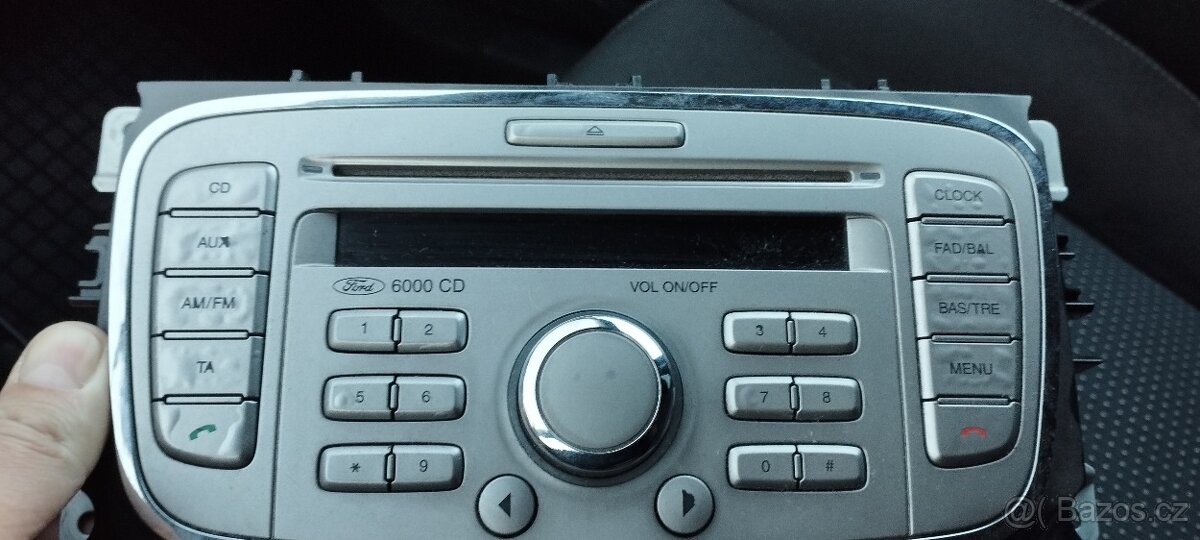 CD
AUX
AM/FM
TA
Ford 6000 CD
VOL ON/OFF
1 2
3 4
5 6
7 8
* 9
0 #
CLOCK
FAD/BAL
BAS/TRE
MENU
@( Bazos.cz